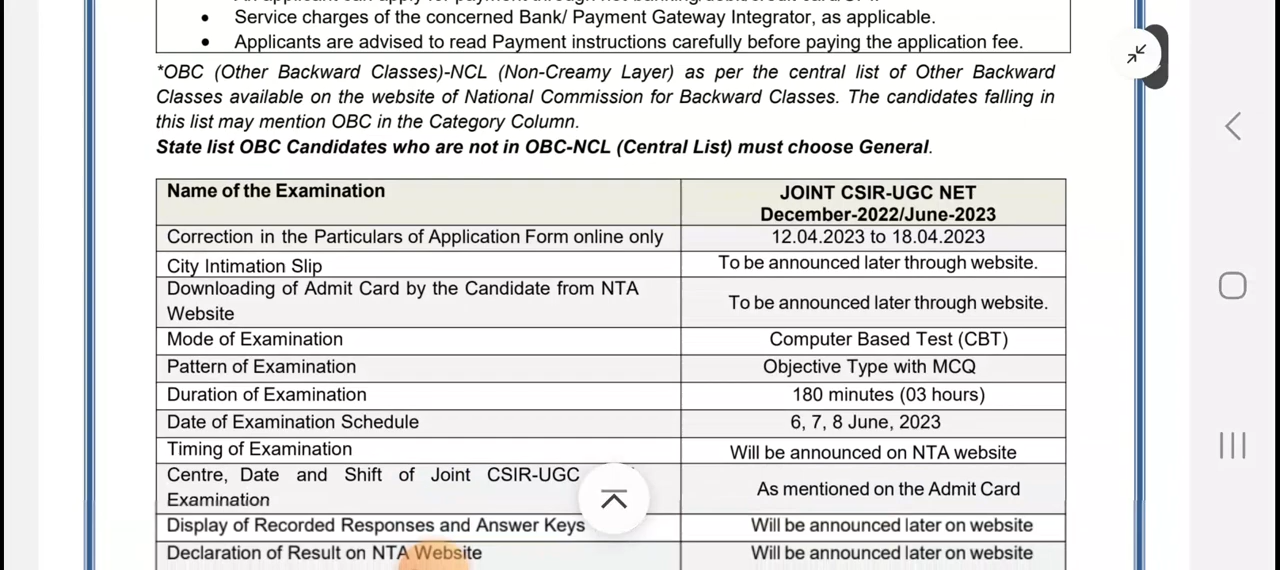 Service charges of the concerned Bank/ Payment Gateway Integrator, as applicable.
Applicants are advised to read Payment instructions carefully before paying the application fee.
*OBC (Other Backward Classes)-NCL (Non-Creamy Layer) as per the central list of Other Backward
Classes available on the website of National Commission for Backward Classes. The candidates falling in
this list may mention OBC in the Category Column.
State list OBC Candidates who are not in OBC-NCL (Central List) must choose General.
Name of the Examination
JOINT CSIR-UGC NET
December-2022/June-2023
Correction in the Particulars of Application Form online only
12.04.2023 to 18.04.2023
City Intimation Slip
To be announced later through website.
Downloading of Admit Card by the Candidate from NTA
Website
To be announced later through website.
Mode of Examination
Computer Based Test (CBT)
Pattern of Examination
Objective Type with MCQ
Duration of Examination
180 minutes (03 hours)
Date of Examination Schedule
6, 7, 8 June, 2023
Timing of Examination
Will be announced on NTA website
Centre, Date and Shift of Joint CSIR-UGC
Examination
As mentioned on the Admit Card
Display of Recorded Responses and Answer Keys
Will be announced later on website
Declaration of Result on NTA Website
Will be announced later on website